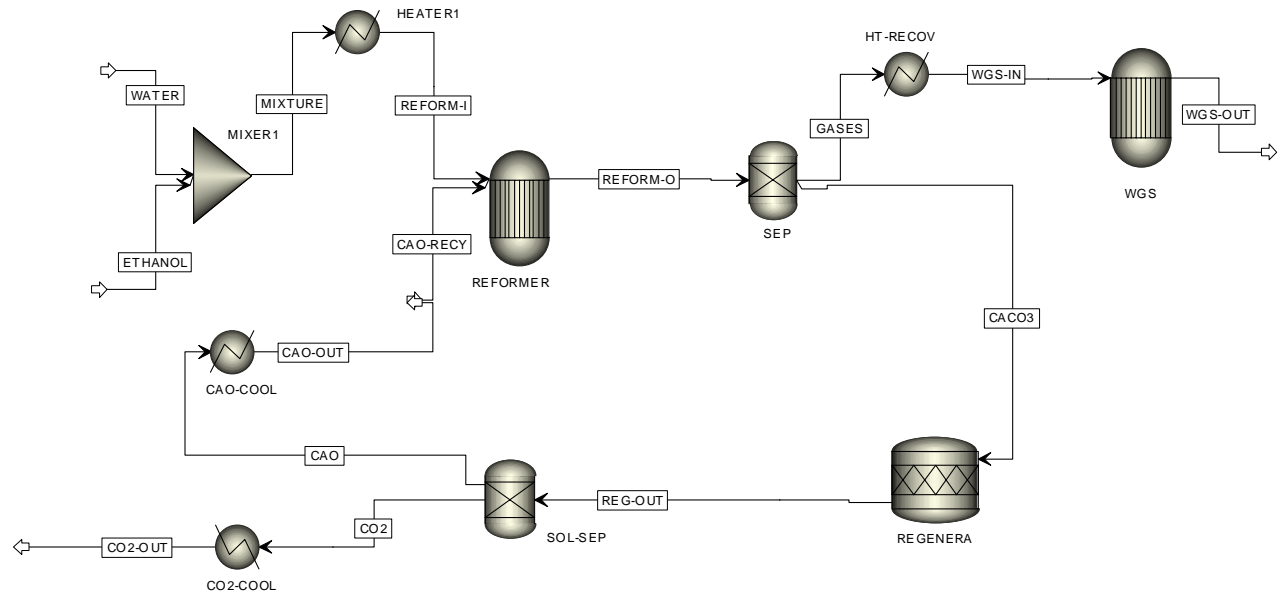 HEATER1
HT-RECOV
WATER
MIXTURE
REFORM-I
WGS-IN
WGS-OUT
GASES
MIXER1
REFORM-O
WGS
SEP
CAO-RECY
ETHANOL
REFORMER
CACO3
CAO-OUT
CAO-COOL
CAO
REG-OUT
CO2
SOL-SEP
REGENERA
CO2-OUT
CO2-COOL